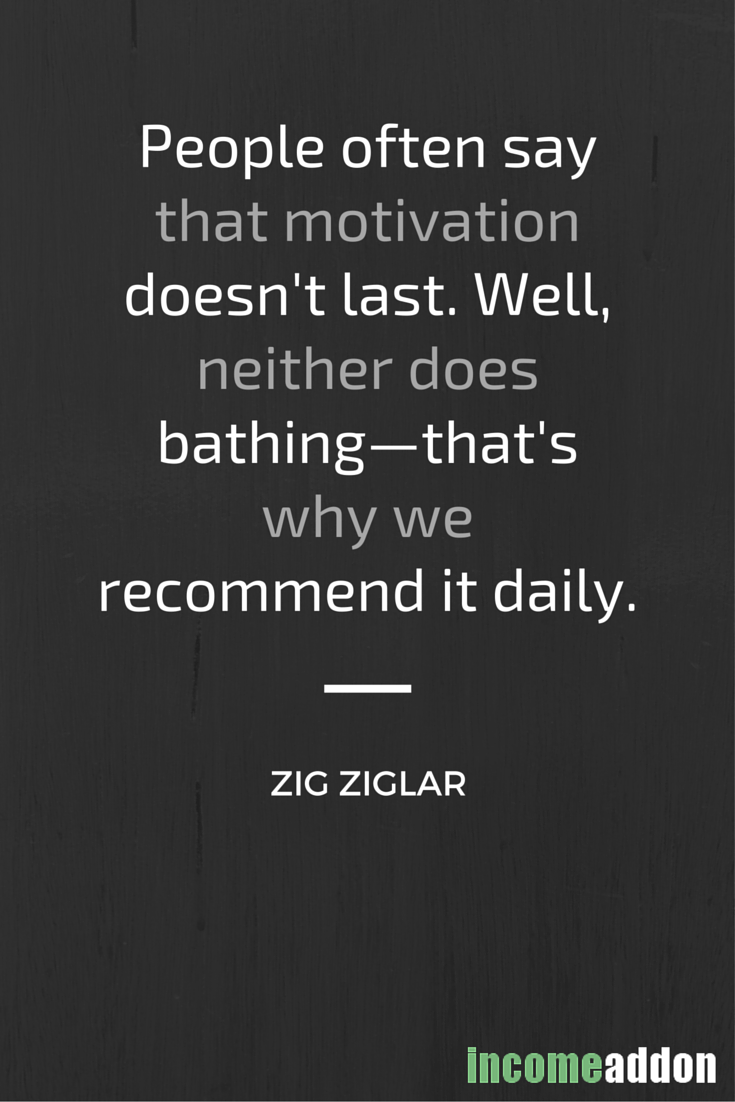 People often say
that motivation
doesn't last. Well,
neither does
bathing—that's
why we
recommend it daily.
ZIG ZIGLAR
incomeaddon